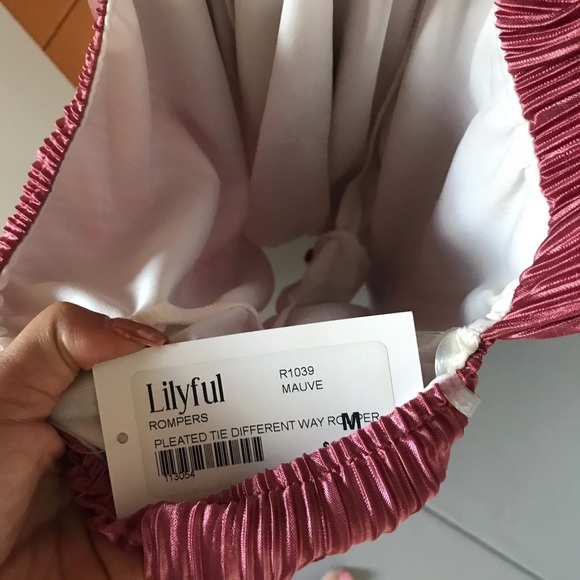 Lilyful
R1039
MAUVE
ROMPERS
PLEATED TIE DIFFERENT WAY ROMPER
M
113054